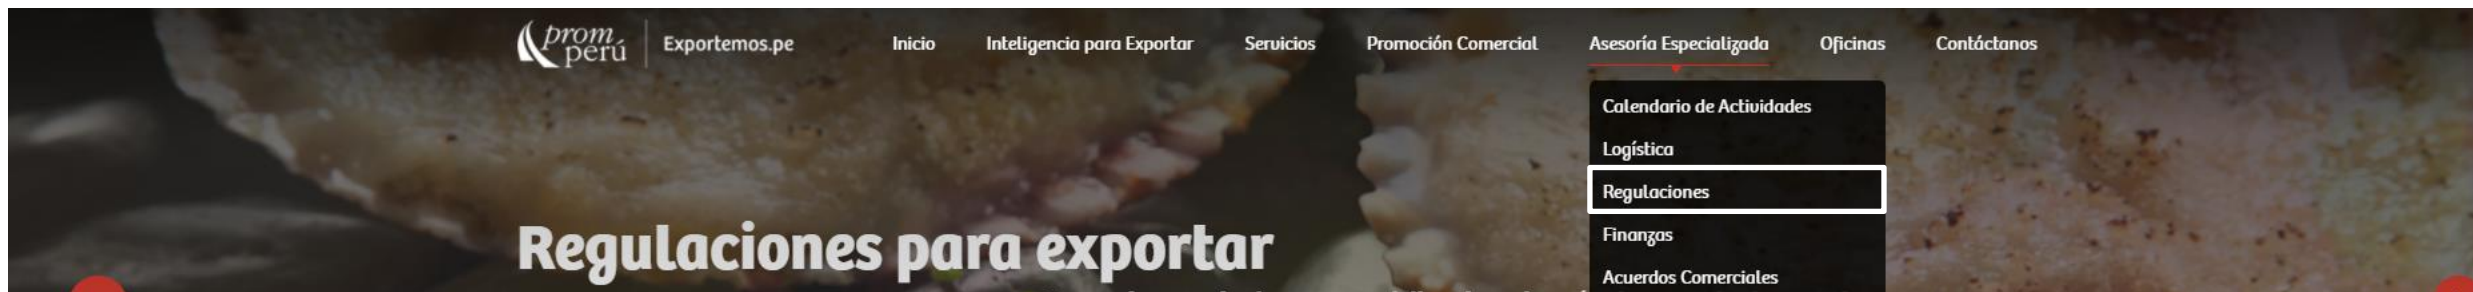 prom
perú
Exportemos.pe
Inicio
Inteligencia para Exportar
Servicios
Promoción Comercial
Asesoría Especializada
Oficinas
Contáctanos
Calendario de Actividades
Logística
Regulaciones
Finanzas
Acuerdos Comerciales
Regulaciones para exportar